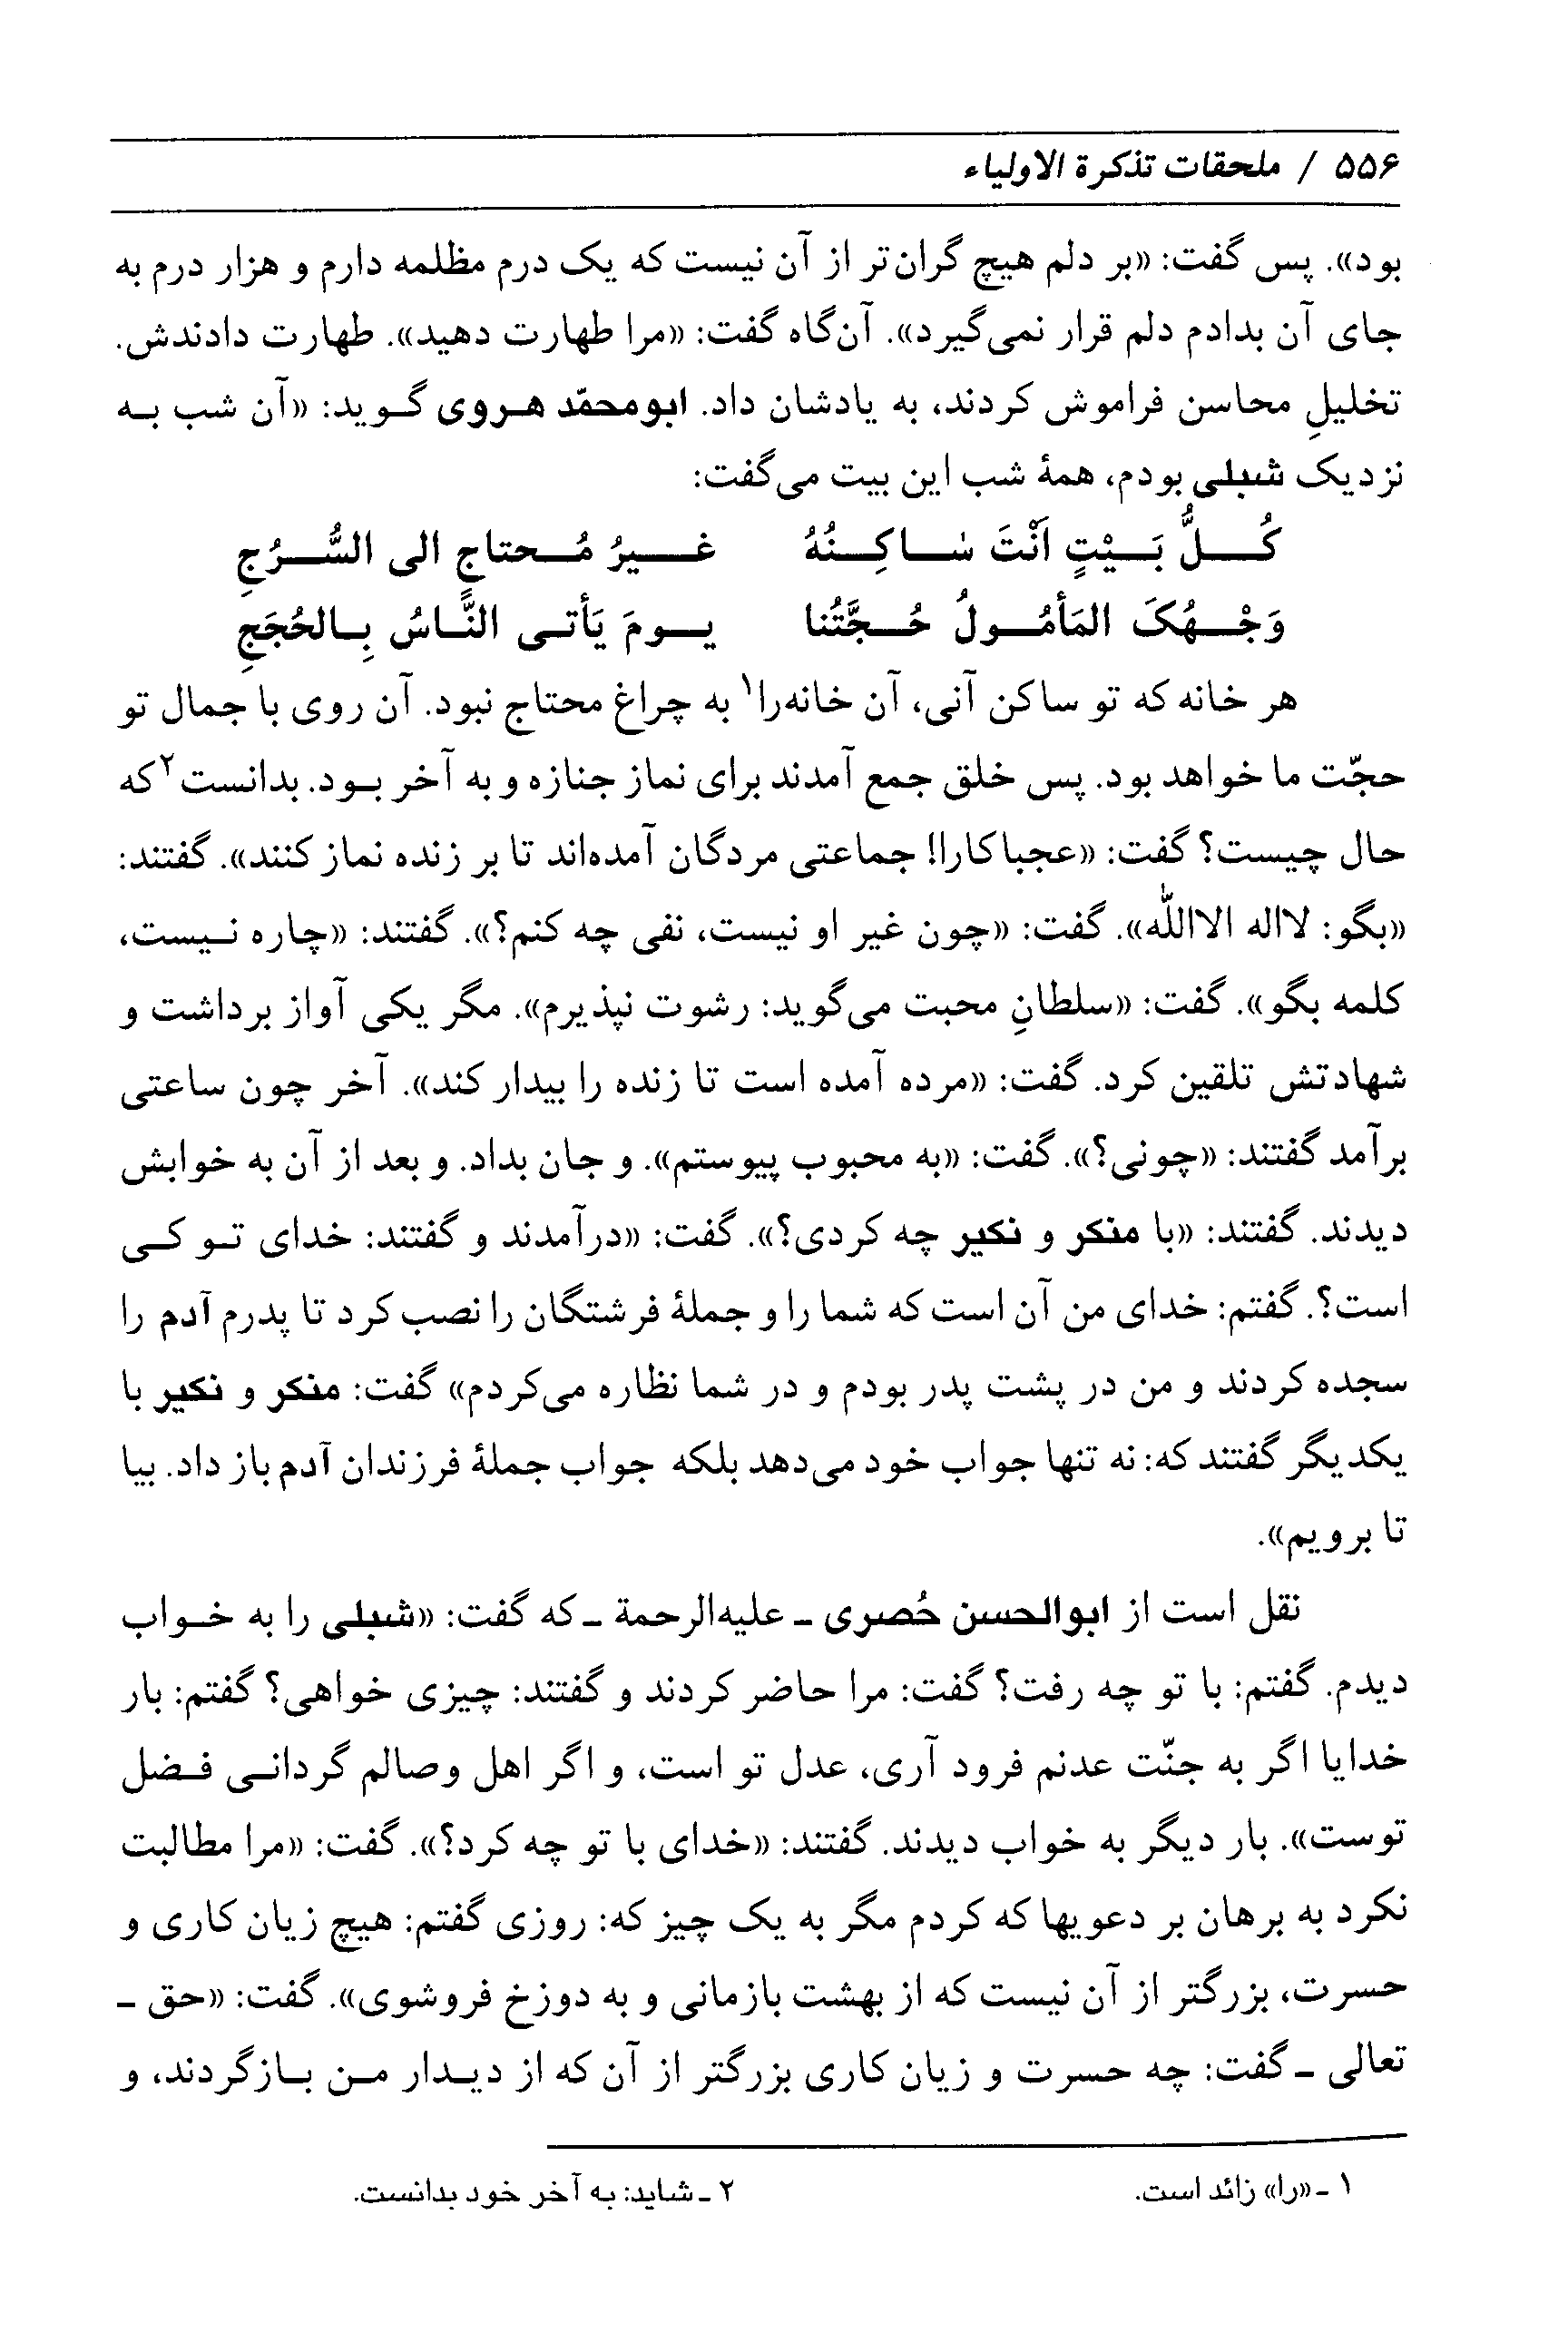 ۵۵۶ / ملحقات تذکرة الاولیاء
بود». پس گفت: «بر دلم هیچ گران‌تر از آن نیست که یک درم مظلمه دارم و هزار درم به
جای آن بدادم دلم قرار نمی‌گیرد». آن‌گاه گفت: «مرا طهارت دهید». طهارت دادندش.
تخلیلِ محاسن فراموش کردند، به یادشان داد. ابومحمّد هروی گوید: «آن شب به
نزدیک شبلی بودم، همهٔ شب این بیت می‌گفت:
کُلُّ بَیْتٍ اَنْتَ سٰاکِنُهُ غیرُ مُحتاجٍ الی السُّرُجِ
وَجْهُکَ المَأمُولُ حُجَّتُنا یومَ یَأتی النّاسُ بِالحُجَجِ
هر خانه که تو ساکن آنی، آن خانه‌را۱ به چراغ محتاج نبود. آن روی با جمال تو
حجّت ما خواهد بود. پس خلق جمع آمدند برای نماز جنازه و به آخر بود. بدانست۲ که
حال چیست؟ گفت: «عجبا کارا! جماعتی مردگان آمده‌اند تا بر زنده نماز کنند». گفتند:
«بگو: لااله الااللّٰه». گفت: «چون غیر او نیست، نفی چه کنم؟». گفتند: «چاره نیست،
کلمه بگو». گفت: «سلطانِ محبت می‌گوید: رشوت نپذیرم». مگر یکی آواز برداشت و
شهادتش تلقین کرد. گفت: «مرده آمده است تا زنده را بیدار کند». آخر چون ساعتی
برآمد گفتند: «چونی؟». گفت: «به محبوب پیوستم». و جان بداد. و بعد از آن به خوابش
دیدند. گفتند: «با منکر و نکیر چه کردی؟». گفت: «درآمدند و گفتند: خدای تو کی
است؟. گفتم: خدای من آن است که شما را و جملهٔ فرشتگان را نصب کرد تا پدرم آدم را
سجده کردند و من در پشت پدر بودم و در شما نظاره می‌کردم» گفت: منکر و نکیر با
یکدیگر گفتند که: نه تنها جواب خود می‌دهد بلکه جواب جملهٔ فرزندان آدم باز داد. بیا
تا برویم».
نقل است از ابوالحسن حُصری ـ علیه‌الرحمة ـ که گفت: «شبلی را به خواب
دیدم. گفتم: با تو چه رفت؟ گفت: مرا حاضر کردند و گفتند: چیزی خواهی؟ گفتم: بار
خدایا اگر به جنّت عدنم فرود آری، عدل تو است، و اگر اهل وصالم گردانی فضل
توست». بار دیگر به خواب دیدند. گفتند: «خدای با تو چه کرد؟». گفت: «مرا مطالبت
نکرد به برهان بر دعویها که کردم مگر به یک چیز که: روزی گفتم: هیچ زیان کاری و
حسرت، بزرگتر از آن نیست که از بهشت بازمانی و به دوزخ فروشوی». گفت: «حق ـ
تعالی ـ گفت: چه حسرت و زیان کاری بزرگتر از آن که از دیدار من بازگردند، و
۱ ـ «را» زائد است. ۲ ـ شاید: به آخر خود بدانست.